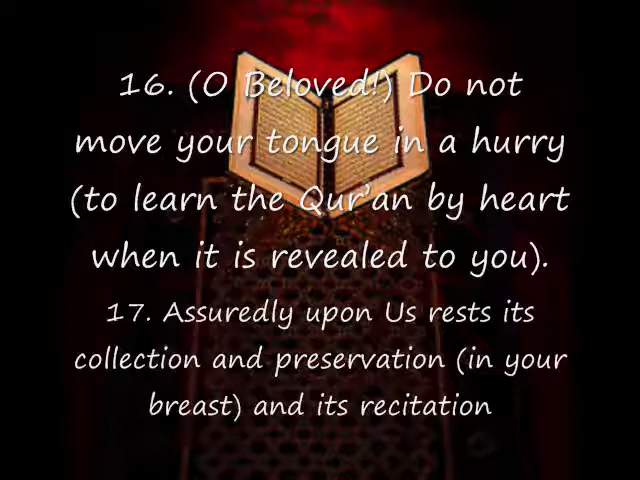 16. (O Beloved!) Do not
move your tongue in a hurry
(to learn the Qur’an by heart
when it is revealed to you).
17. Assuredly upon Us rests its
collection and preservation (in your
breast) and its recitation